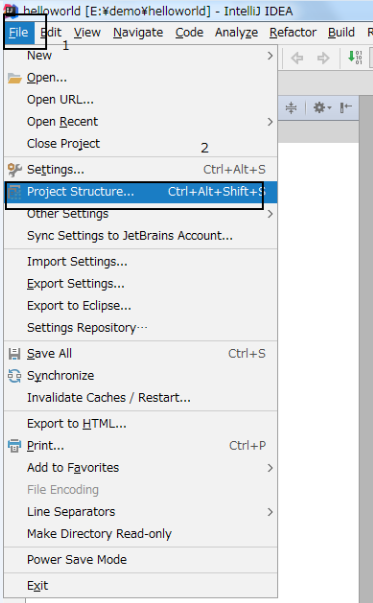 helloworld [E:¥demo¥helloworld] - IntelliJ IDEA
File Edit View Navigate Code Analyze Refactor Build R
1
New
Open...
Open URL...
Open Recent
Close Project
2
Settings... Ctrl+Alt+S
Project Structure... Ctrl+Alt+Shift+S
Other Settings
Sync Settings to JetBrains Account...
Import Settings...
Export Settings...
Export to Eclipse...
Settings Repository…
Save All Ctrl+S
Synchronize
Invalidate Caches / Restart...
Export to HTML...
Print... Ctrl+P
Add to Favorites
File Encoding
Line Separators
Make Directory Read-only
Power Save Mode
Exit